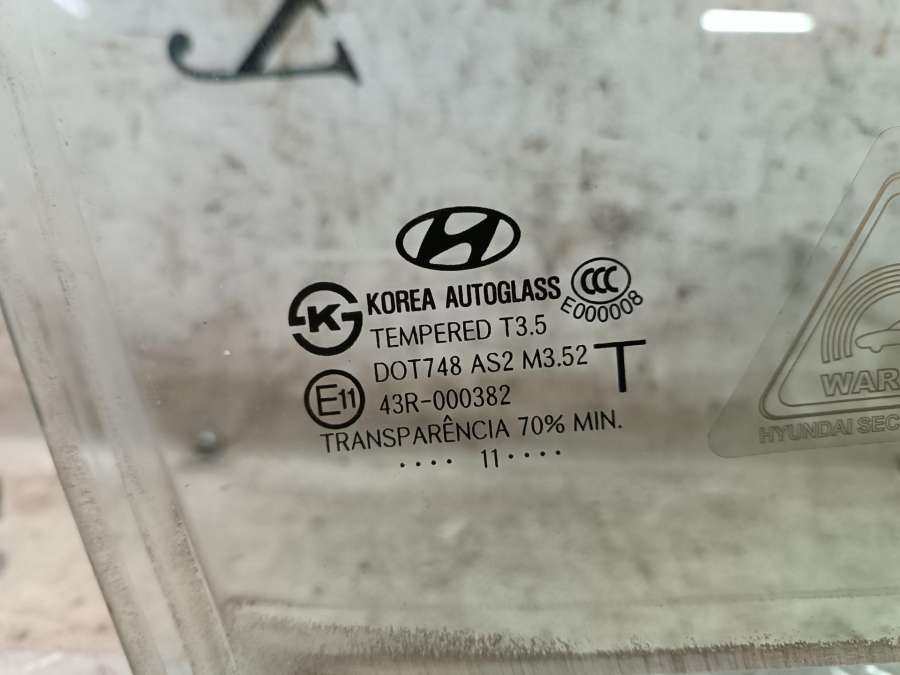 KOREA AUTOGLASS
CCC
E000008
K
TEMPERED T3.5
DOT748 AS2 M3.52
T
E11
43R-000382
TRANSPARÊNCIA 70% MIN.
.... 11 ....
WAR
HYUNDAI SEC